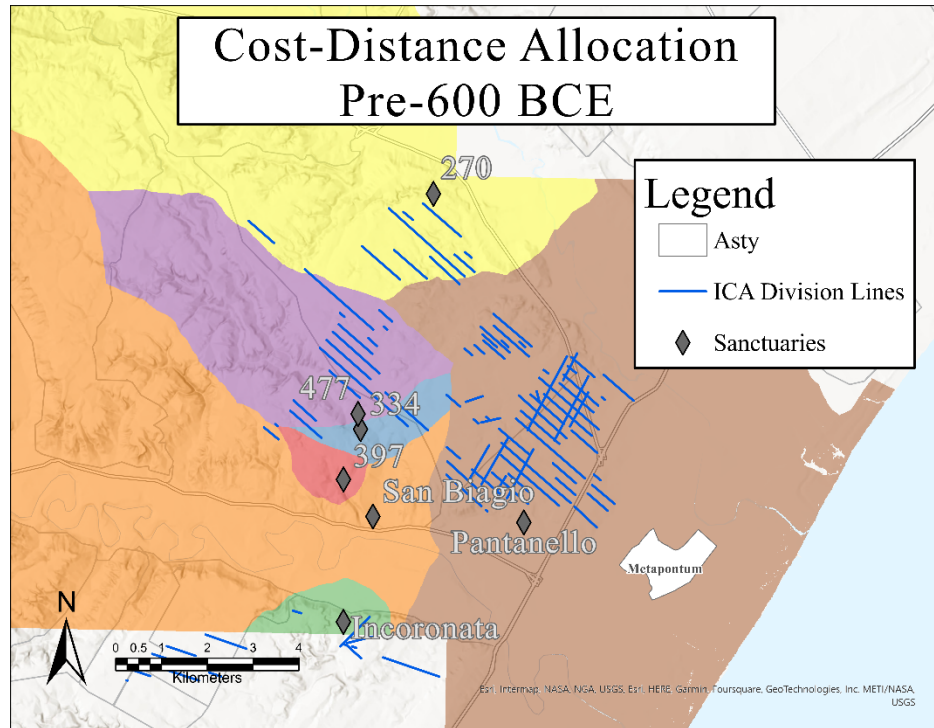 Cost-Distance Allocation
Pre-600 BCE
270
Legend
Asty
ICA Division Lines
Sanctuaries
477
334
397
San Biagio
Pantanello
Metapontum
Incoronata
N
0 0.5 1 2 3 4
Kilometers
Esri, Intermap, NASA, NGA, USGS, Esri, HERE, Garmin, Foursquare, GeoTechnologies, Inc, METI/NASA,
USGS